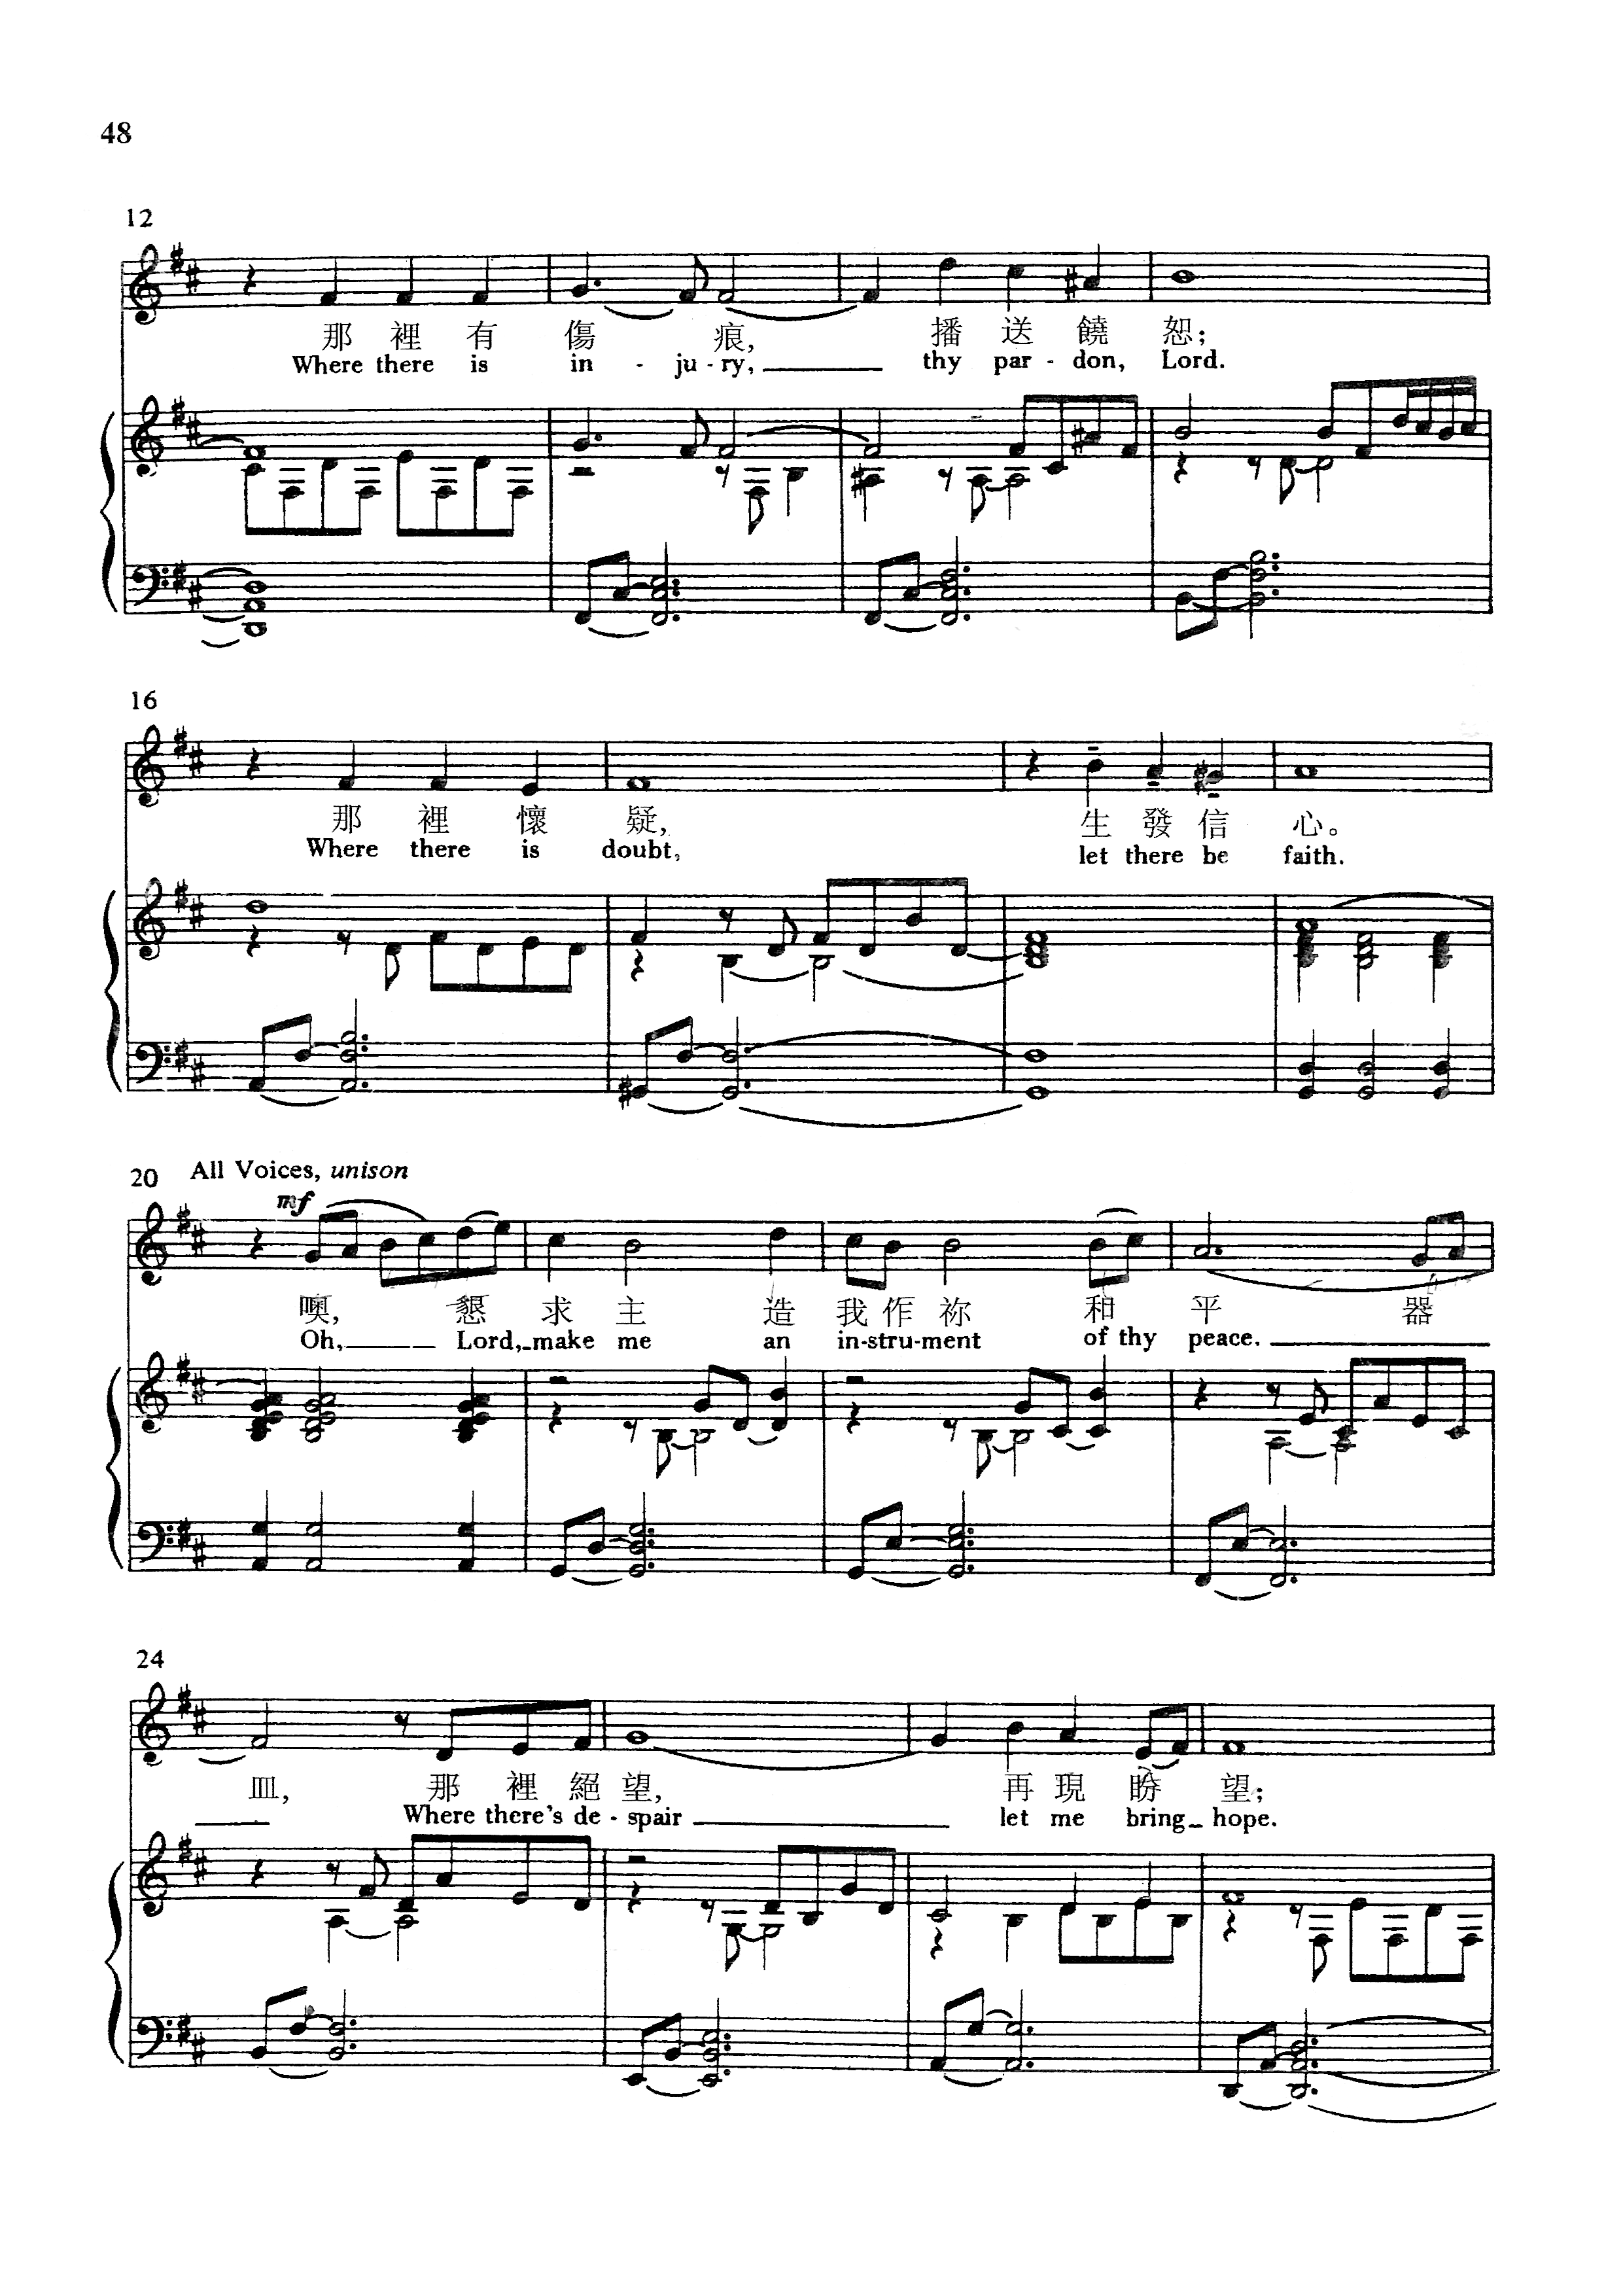 48
12
那 裡 有 傷 痕, 播 送 饒 恕;
Where there is in - ju - ry, thy par - don, Lord.
16
那 裡 懷 疑, 生 發 信 心。
Where there is doubt, let there be faith.
20 All Voices, unison
mf
噢, 懇 求 主 造 我 作 祢 和 平 器
Oh, Lord, make me an in-stru-ment of thy peace.
24
皿, 那 裡 絕 望, 再 現 盼 望;
Where there's de - spair let me bring hope.